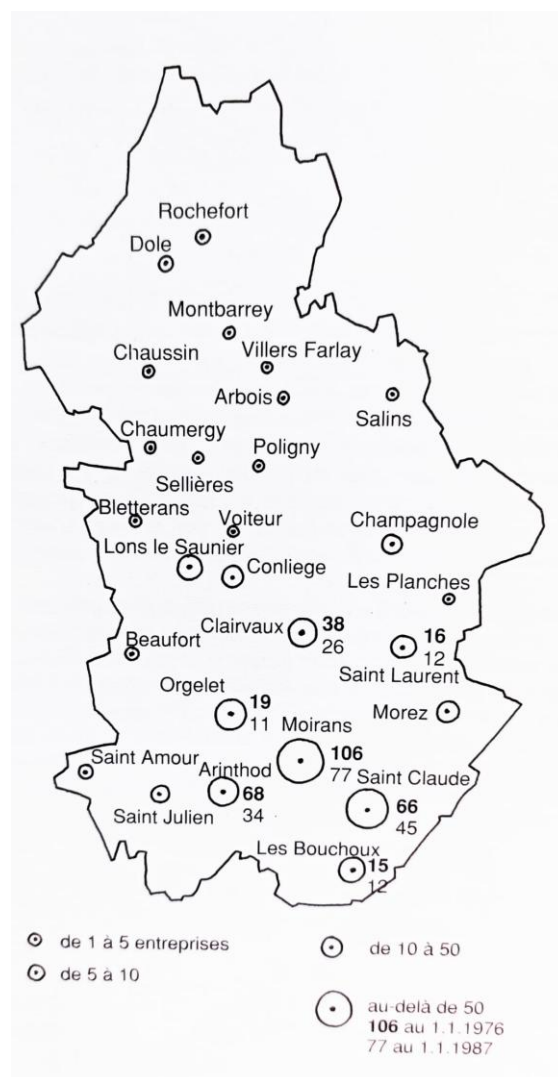 Rochefort
Dole
Montbarrey
Chaussin
Villers Farlay
Arbois
Salins
Chaumergy
Poligny
Sellières
Bletterans
Voiteur
Champagnole
Lons le Saunier
Conliege
Les Planches
Clairvaux
38
26
16
12
Beaufort
Saint Laurent
Orgelet
19
11
Morez
Moirans
106
77
Saint Amour
Arinthod
68
34
Saint Claude
66
45
Saint Julien
Les Bouchoux
15
12
de 1 à 5 entreprises
de 5 à 10
de 10 à 50
au-delà de 50
106 au 1.1.1976
77 au 1.1.1987